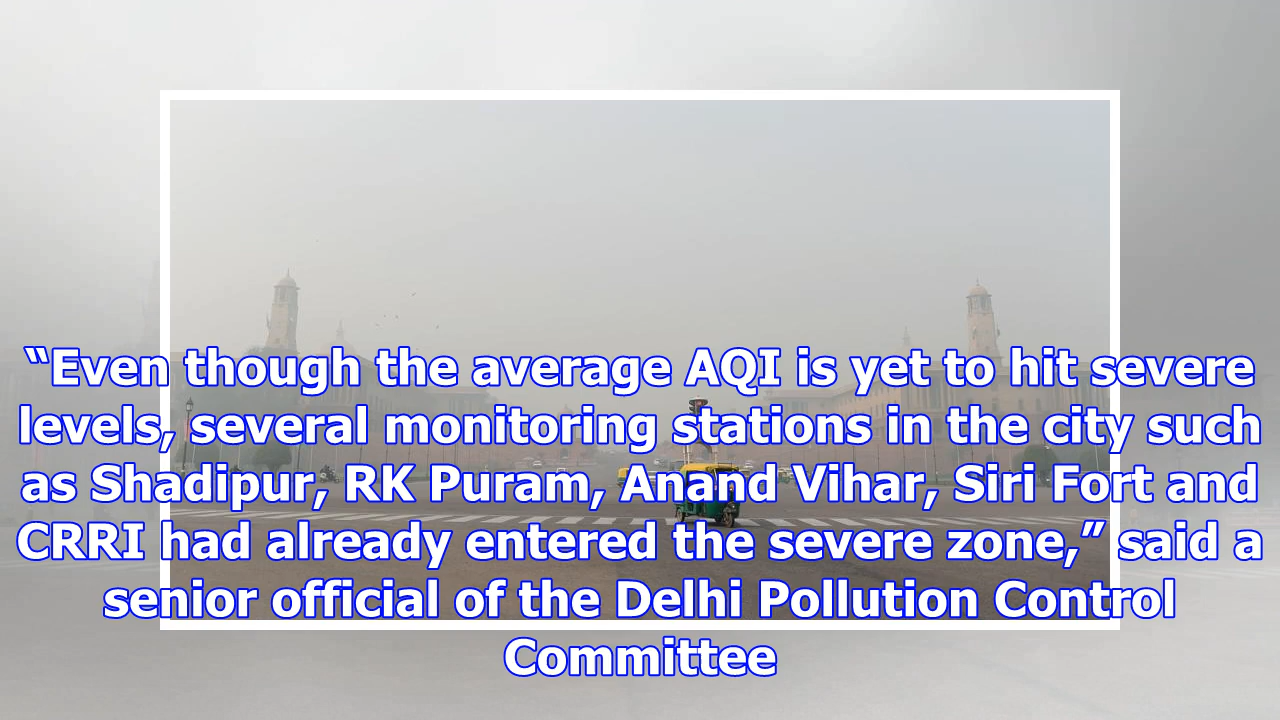 “Even though the average AQI is yet to hit severe
levels, several monitoring stations in the city such
as Shadipur, RK Puram, Anand Vihar, Siri Fort and
CRRI had already entered the severe zone,” said a
senior official of the Delhi Pollution Control
Committee